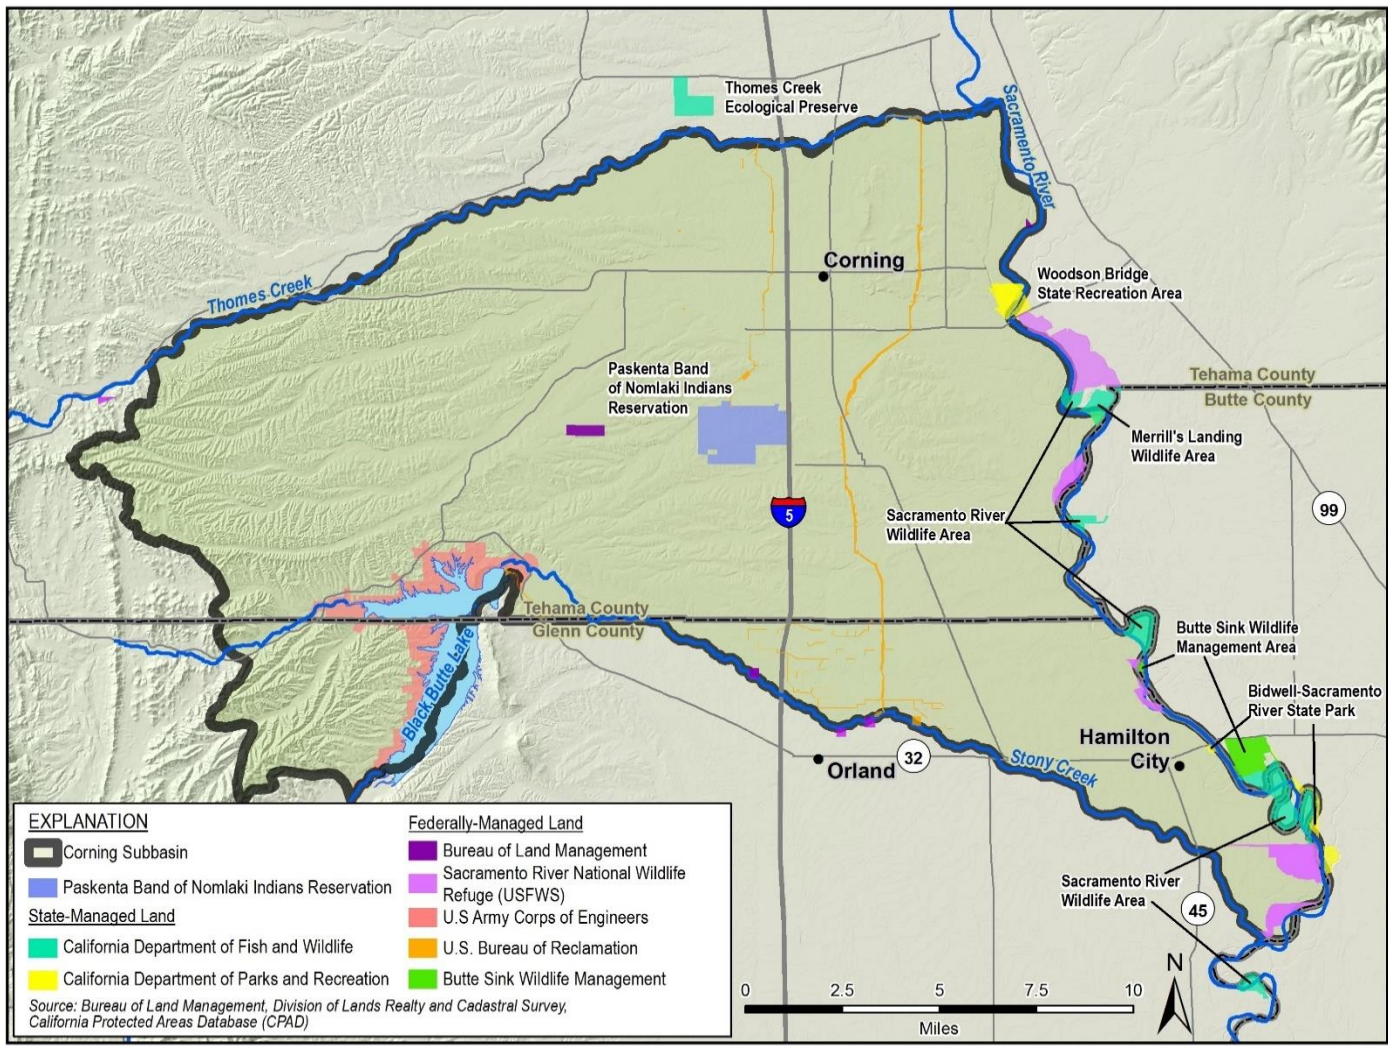 Thomes Creek
Ecological Preserve
Sacramento River
Thomes Creek
Corning
Woodson Bridge
State Recreation Area
Paskenta Band
of Nomlaki Indians
Reservation
Tehama County
Butte County
Merrill's Landing
Wildlife Area
Sacramento River
Wildlife Area
5
99
Tehama County
Glenn County
Black Butte Lake
Butte Sink Wildlife
Management Area
Bidwell-Sacramento
River State Park
Hamilton
City
Orland
32
Stony Creek
Sacramento River
Wildlife Area
45
EXPLANATION
Corning Subbasin
Paskenta Band of Nomlaki Indians Reservation
State-Managed Land
California Department of Fish and Wildlife
California Department of Parks and Recreation
Federally-Managed Land
Bureau of Land Management
Sacramento River National Wildlife
Refuge (USFWS)
U.S Army Corps of Engineers
U.S. Bureau of Reclamation
Butte Sink Wildlife Management
Source: Bureau of Land Management, Division of Lands Realty and Cadastral Survey,
California Protected Areas Database (CPAD)
0 2.5 5 7.5 10
Miles
N